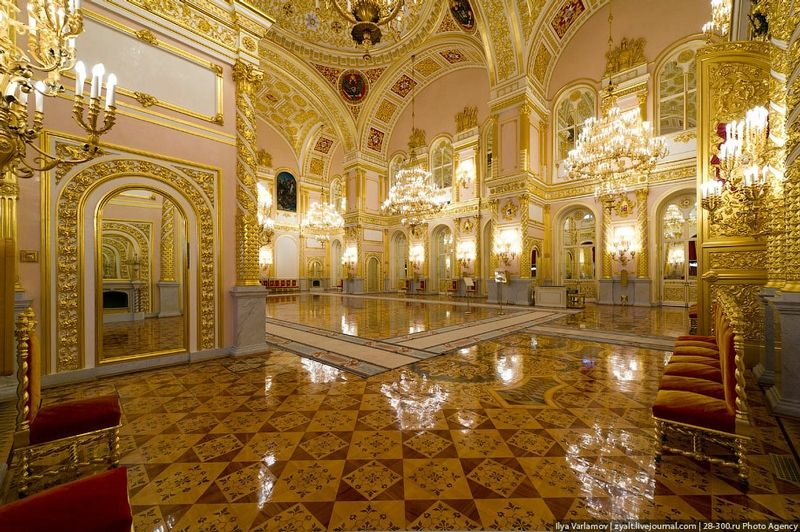 Ilya Varlamov | zyalt.livejournal.com | 28-300.ru Photo Agency